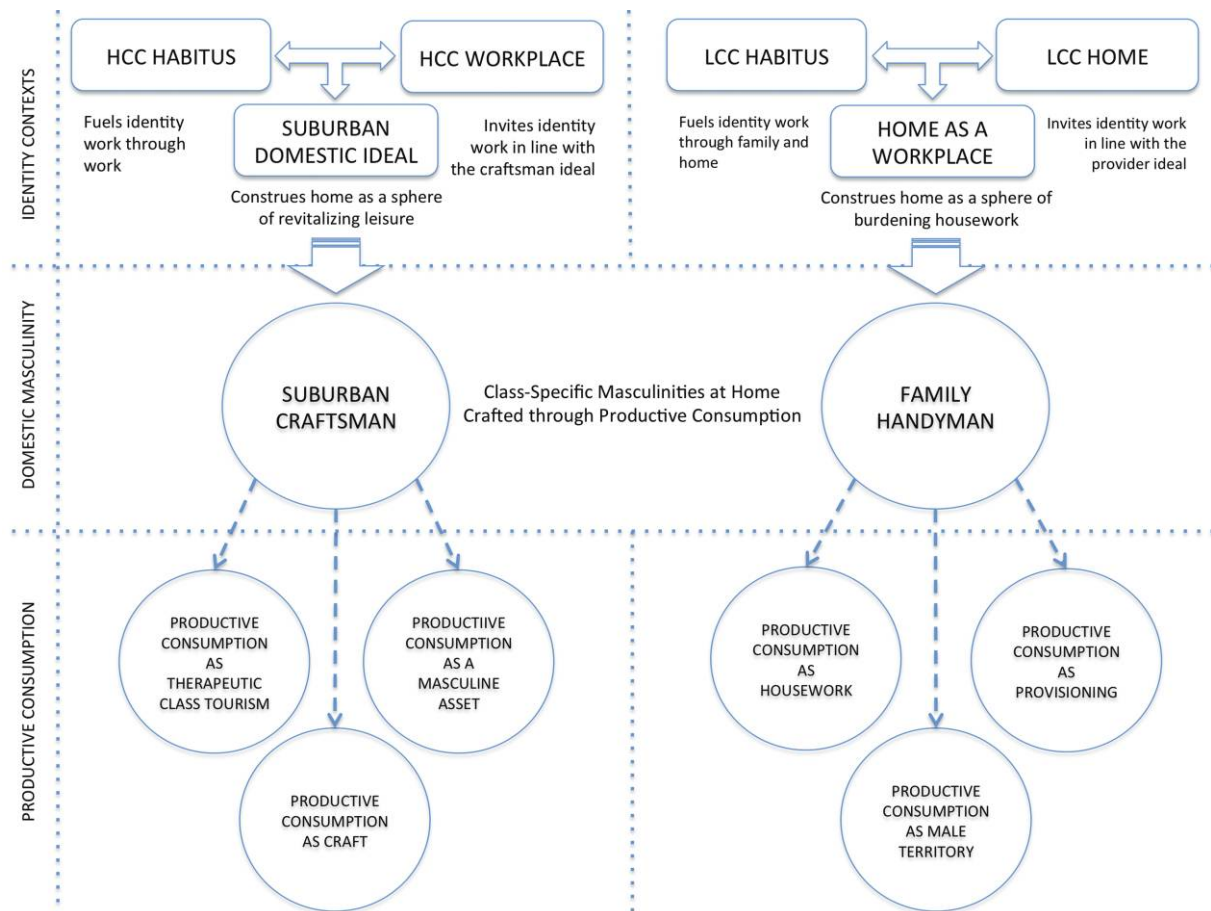 IDENTITY CONTEXTS
HCC HABITUS
HCC WORKPLACE
Fuels identity
work through
work
SUBURBAN
DOMESTIC IDEAL
Invites identity
work in line with
the craftsman ideal
Construes home as a sphere
of revitalizing leisure
LCC HABITUS
LCC HOME
Fuels identity work
through family and
home
HOME AS A
WORKPLACE
Invites identity work
in line with the
provider ideal
Construes home as a sphere of
burdening housework
DOMESTIC MASCULINITY
SUBURBAN
CRAFTSMAN
Class-Specific Masculinities at Home
Crafted through Productive Consumption
FAMILY
HANDYMAN
PRODUCTIVE CONSUMPTION
PRODUCTIVE
CONSUMPTION
AS
THERAPEUTIC
CLASS TOURISM
PRODUCTIIVE
CONSUMPTION
AS A
MASCULINE
ASSET
PRODUCTIVE
CONSUMPTION
AS CRAFT
PRODUCTIVE
CONSUMPTION
AS
HOUSEWORK
PRODUCTIVE
CONSUMPTION
AS
PROVISIONING
PRODUCTIVE
CONSUMPTION
AS MALE
TERRITORY